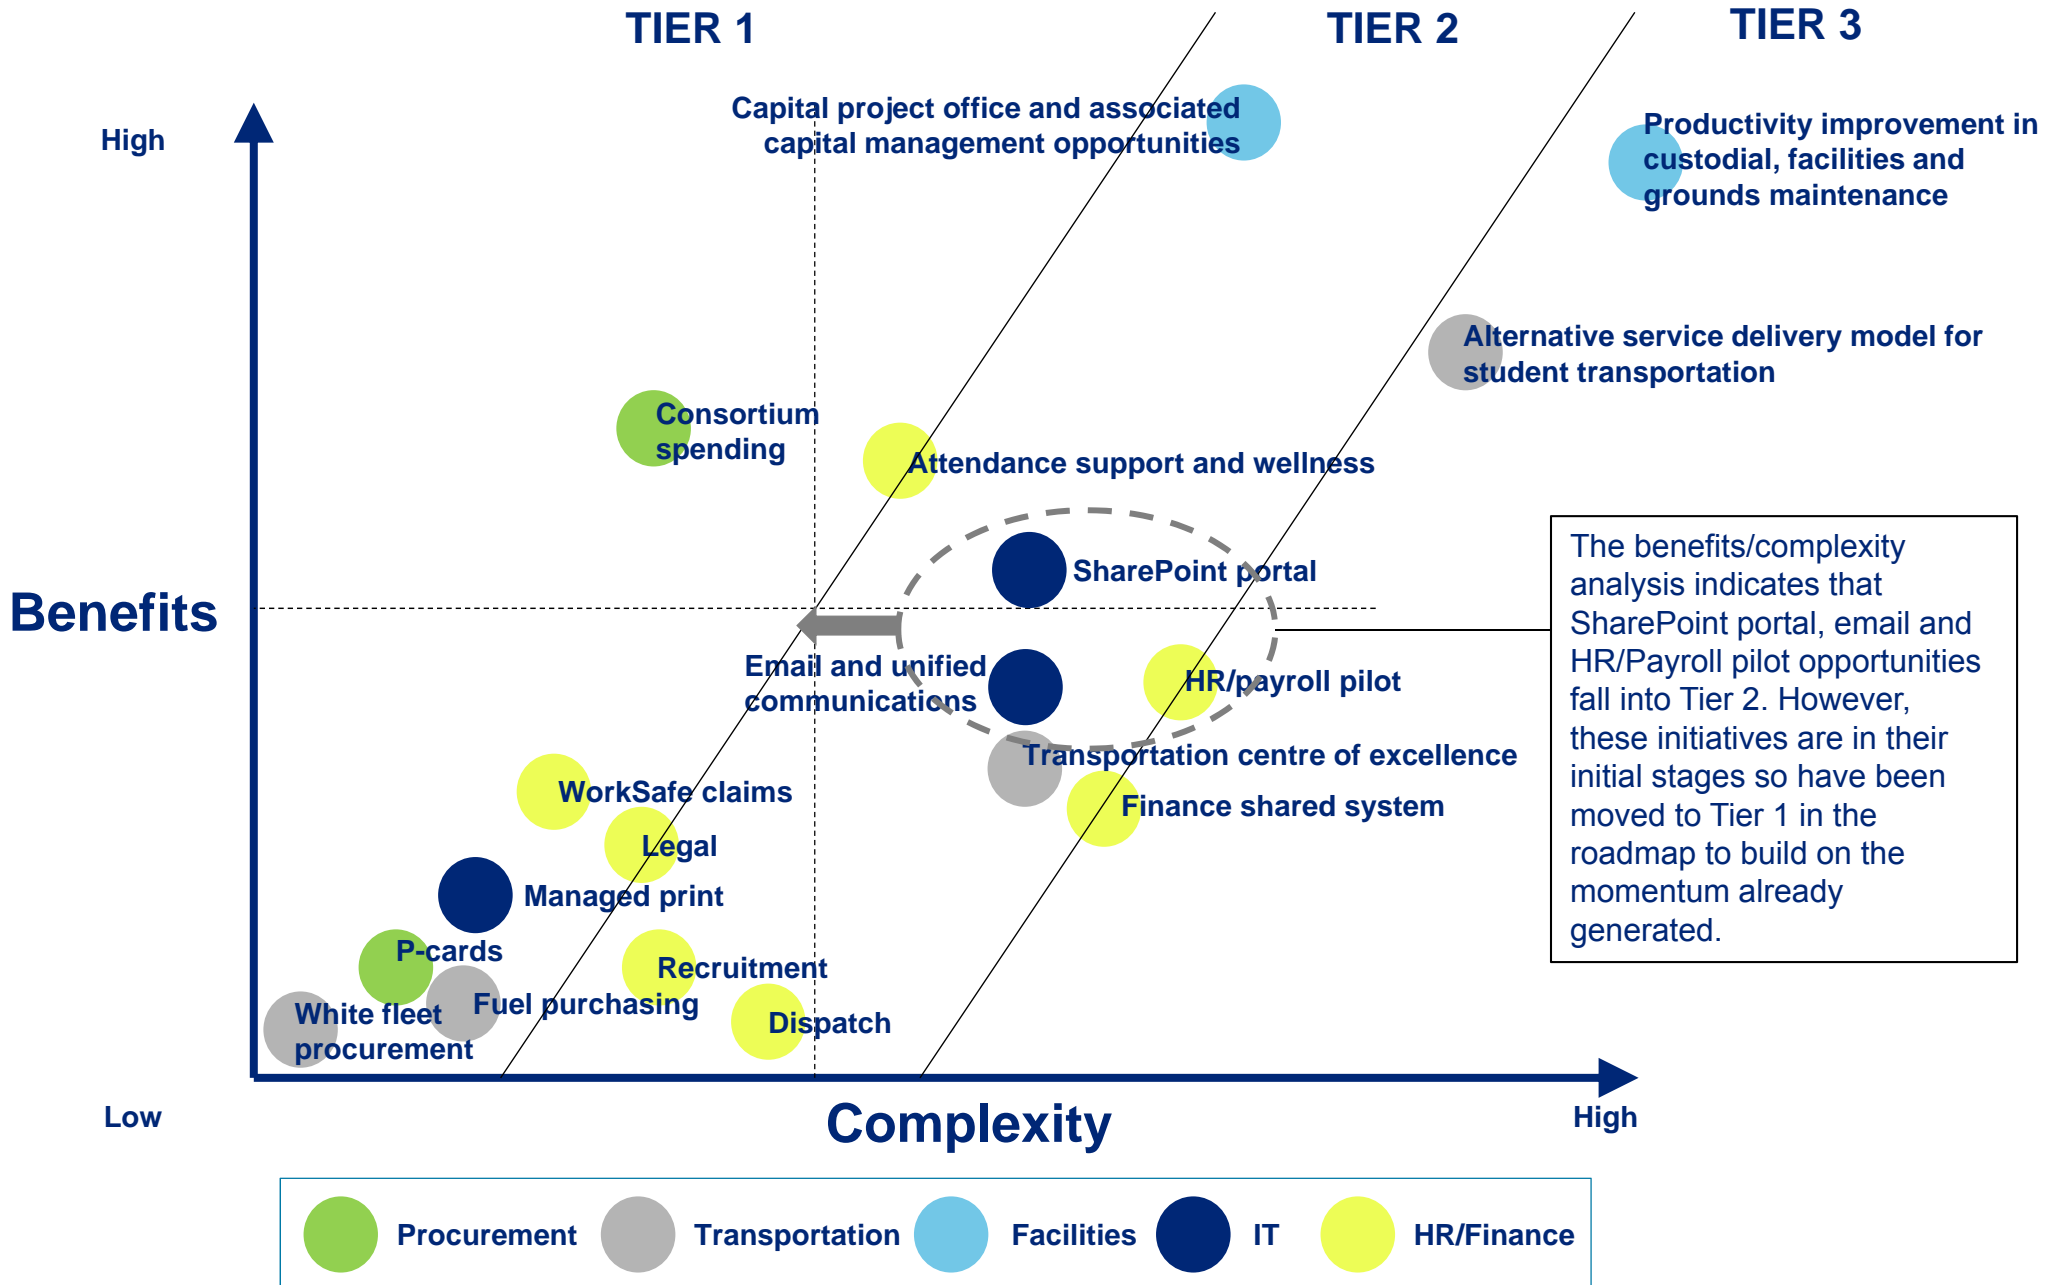 TIER 1
TIER 2
TIER 3
Capital project office and associated
capital management opportunities
High
Productivity improvement in
custodial, facilities and
grounds maintenance
Alternative service delivery model for
student transportation
Consortium
spending
Attendance support and wellness
SharePoint portal
Benefits
Email and unified
communications
HR/payroll pilot
The benefits/complexity
analysis indicates that
SharePoint portal, email and
HR/Payroll pilot opportunities
fall into Tier 2. However,
these initiatives are in their
initial stages so have been
moved to Tier 1 in the
roadmap to build on the
momentum already
generated.
Transportation centre of excellence
WorkSafe claims
Finance shared system
Legal
Managed print
P-cards
Recruitment
Fuel purchasing
White fleet
procurement
Dispatch
Low
Complexity
High
Procurement
Transportation
Facilities
IT
HR/Finance